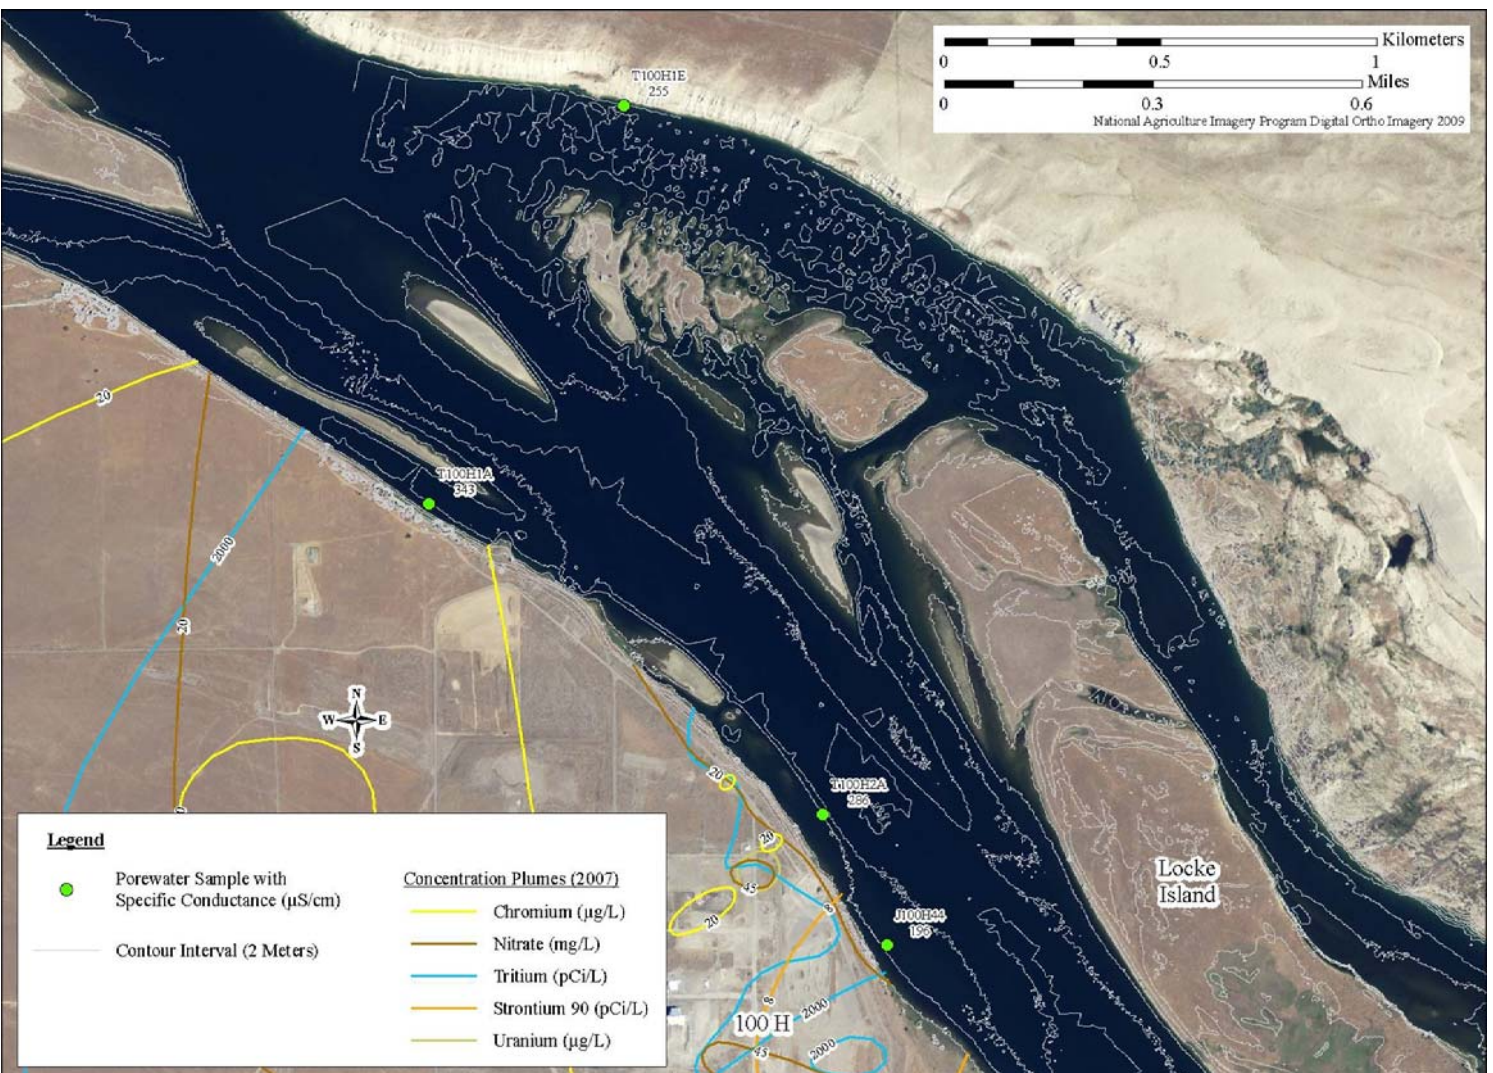 T100H1E
255
Kilometers
0
0.5
1
Miles
0
0.3
0.6
National Agriculture Imagery Program Digital Ortho Imagery 2009
20
T100H1A
343
2000
20
N
W
E
S
20
T100H2A
286
20
45
20
8
J100H44
196
8
2000
100 H
45
2000
Locke
Island
Legend
Porewater Sample with
Specific Conductance (µS/cm)
Contour Interval (2 Meters)
Concentration Plumes (2007)
Chromium (µg/L)
Nitrate (mg/L)
Tritium (pCi/L)
Strontium 90 (pCi/L)
Uranium (µg/L)